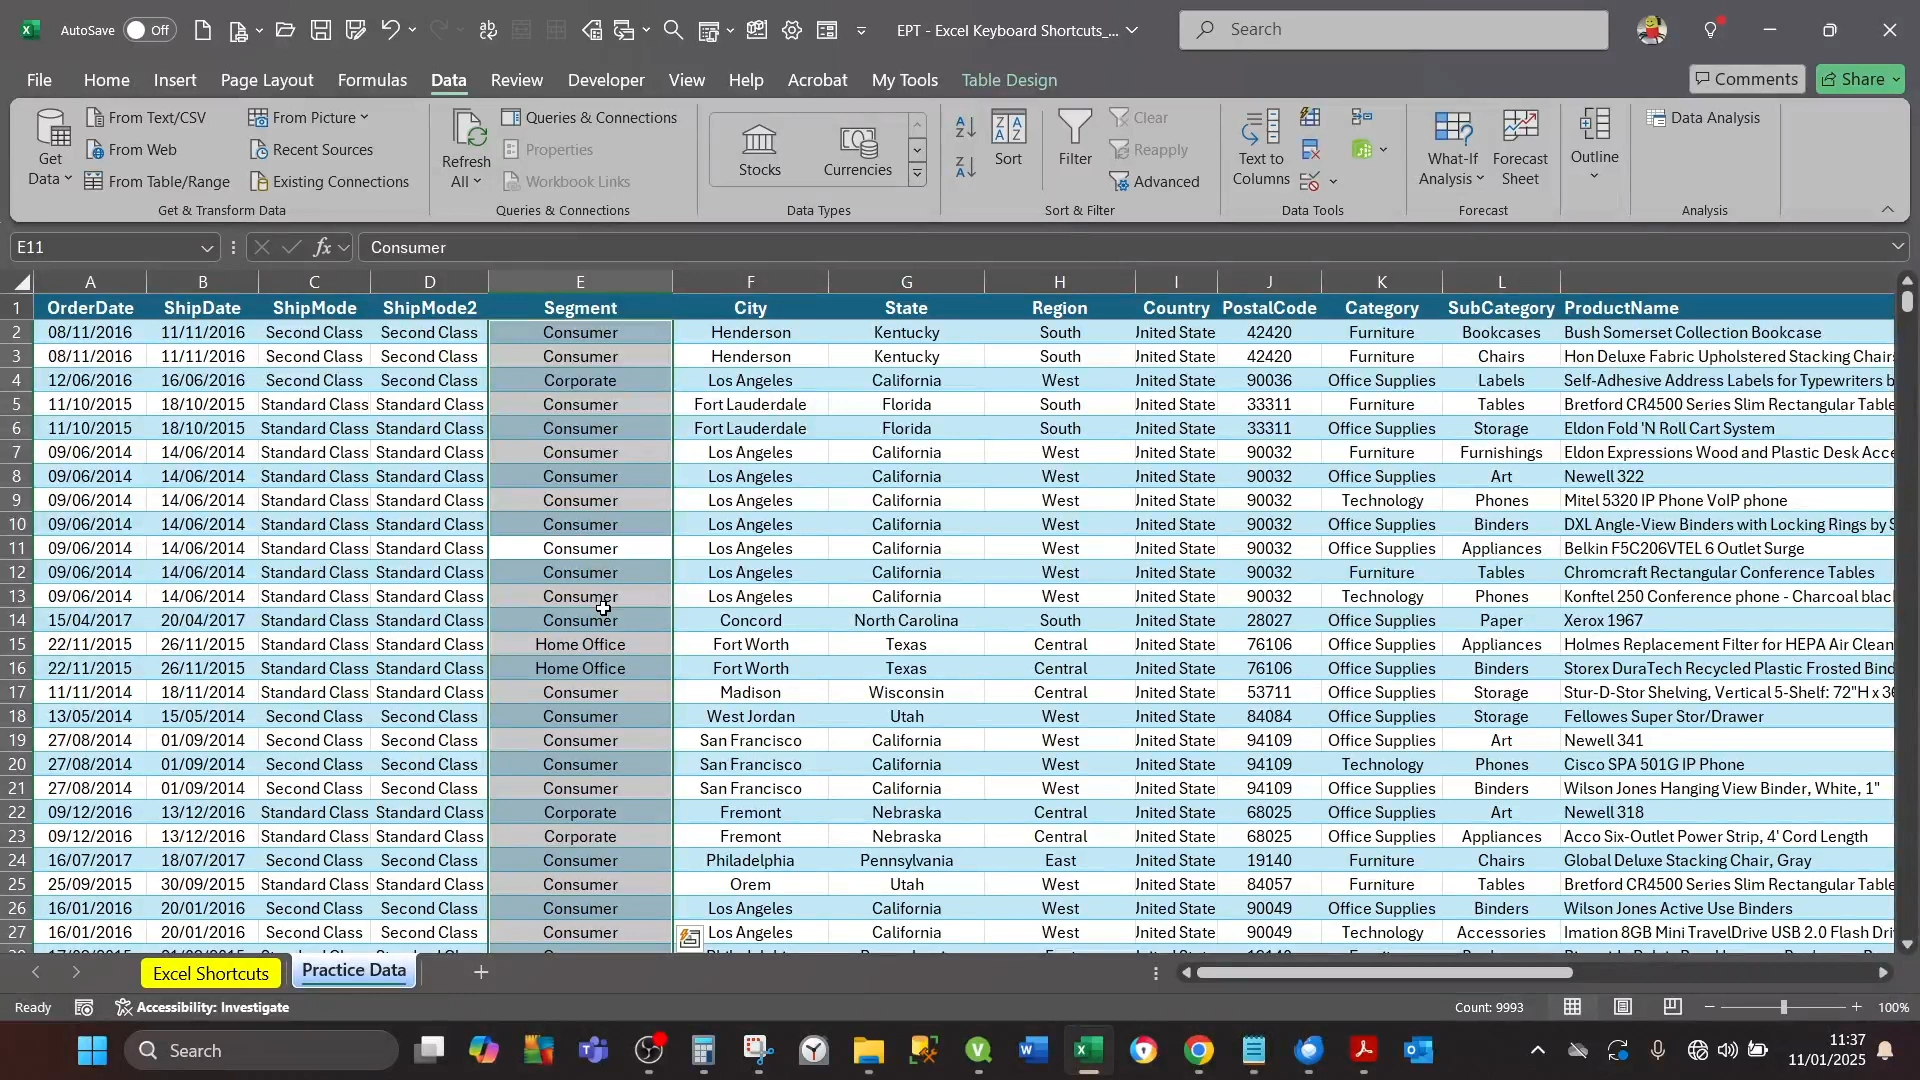 AutoSave Off EPT - Excel Keyboard Shortcuts_... Search
File Home Insert Page Layout Formulas Data Review Developer View Help Acrobat My Tools Table Design Comments Share
Get Data From Text/CSV From Picture
From Web Recent Sources
From Table/Range Existing Connections
Get & Transform Data
Refresh All Queries & Connections
Properties
Workbook Links
Queries & Connections
Stocks Currencies
Data Types
Sort Filter Clear
Reapply
Advanced
Sort & Filter
Text to Columns
Data Tools
What-If Analysis Forecast Sheet
Forecast
Outline
Data Analysis
Analysis
E11 fx Consumer
A B C D E F G H I J K L
1 OrderDate ShipDate ShipMode ShipMode2 Segment City State Region Country PostalCode Category SubCategory ProductName
2 08/11/2016 11/11/2016 Second Class Second Class Consumer Henderson Kentucky South Jnited State 42420 Furniture Bookcases Bush Somerset Collection Bookcase
3 08/11/2016 11/11/2016 Second Class Second Class Consumer Henderson Kentucky South Jnited State 42420 Furniture Chairs Hon Deluxe Fabric Upholstered Stacking Chairs
4 12/06/2016 16/06/2016 Second Class Second Class Corporate Los Angeles California West Jnited State 90036 Office Supplies Labels Self-Adhesive Address Labels for Typewriters b
5 11/10/2015 18/10/2015 Standard Class Standard Class Consumer Fort Lauderdale Florida South Jnited State 33311 Furniture Tables Bretford CR4500 Series Slim Rectangular Table
6 11/10/2015 18/10/2015 Standard Class Standard Class Consumer Fort Lauderdale Florida South Jnited State 33311 Office Supplies Storage Eldon Fold 'N Roll Cart System
7 09/06/2014 14/06/2014 Standard Class Standard Class Consumer Los Angeles California West Jnited State 90032 Furniture Furnishings Eldon Expressions Wood and Plastic Desk Acce
8 09/06/2014 14/06/2014 Standard Class Standard Class Consumer Los Angeles California West Jnited State 90032 Office Supplies Art Newell 322
9 09/06/2014 14/06/2014 Standard Class Standard Class Consumer Los Angeles California West Jnited State 90032 Technology Phones Mitel 5320 IP Phone VoIP phone
10 09/06/2014 14/06/2014 Standard Class Standard Class Consumer Los Angeles California West Jnited State 90032 Office Supplies Binders DXL Angle-View Binders with Locking Rings by S
11 09/06/2014 14/06/2014 Standard Class Standard Class Consumer Los Angeles California West Jnited State 90032 Office Supplies Appliances Belkin F5C206VTEL 6 Outlet Surge
12 09/06/2014 14/06/2014 Standard Class Standard Class Consumer Los Angeles California West Jnited State 90032 Furniture Tables Chromcraft Rectangular Conference Tables
13 09/06/2014 14/06/2014 Standard Class Standard Class Consumer Los Angeles California West Jnited State 90032 Technology Phones Konftel 250 Conference phone - Charcoal blac
14 15/04/2017 20/04/2017 Standard Class Standard Class Consumer Concord North Carolina South Jnited State 28027 Office Supplies Paper Xerox 1967
15 22/11/2015 26/11/2015 Standard Class Standard Class Home Office Fort Worth Texas Central Jnited State 76106 Office Supplies Appliances Holmes Replacement Filter for HEPA Air Clean
16 22/11/2015 26/11/2015 Standard Class Standard Class Home Office Fort Worth Texas Central Jnited State 76106 Office Supplies Binders Storex DuraTech Recycled Plastic Frosted Bind
17 11/11/2014 18/11/2014 Standard Class Standard Class Consumer Madison Wisconsin Central Jnited State 53711 Office Supplies Storage Stur-D-Stor Shelving, Vertical 5-Shelf: 72"H x 36
18 13/05/2014 15/05/2014 Second Class Second Class Consumer West Jordan Utah West Jnited State 84084 Office Supplies Storage Fellowes Super Stor/Drawer
19 27/08/2014 01/09/2014 Second Class Second Class Consumer San Francisco California West Jnited State 94109 Office Supplies Art Newell 341
20 27/08/2014 01/09/2014 Second Class Second Class Consumer San Francisco California West Jnited State 94109 Technology Phones Cisco SPA 501G IP Phone
21 27/08/2014 01/09/2014 Second Class Second Class Consumer San Francisco California West Jnited State 94109 Office Supplies Binders Wilson Jones Hanging View Binder, White, 1"
22 09/12/2016 13/12/2016 Standard Class Standard Class Corporate Fremont Nebraska Central Jnited State 68025 Office Supplies Art Newell 318
23 09/12/2016 13/12/2016 Standard Class Standard Class Corporate Fremont Nebraska Central Jnited State 68025 Office Supplies Appliances Acco Six-Outlet Power Strip, 4' Cord Length
24 16/07/2017 18/07/2017 Second Class Second Class Consumer Philadelphia Pennsylvania East Jnited State 19140 Furniture Chairs Global Deluxe Stacking Chair, Gray
25 25/09/2015 30/09/2015 Standard Class Standard Class Consumer Orem Utah West Jnited State 84057 Furniture Tables Bretford CR4500 Series Slim Rectangular Table
26 16/01/2016 20/01/2016 Second Class Second Class Consumer Los Angeles California West Jnited State 90049 Office Supplies Binders Wilson Jones Active Use Binders
27 16/01/2016 20/01/2016 Second Class Second Class Consumer Los Angeles California West Jnited State 90049 Technology Accessories Imation 8GB Mini TravelDrive USB 2.0 Flash Dri
Excel Shortcuts Practice Data
Ready Accessibility: Investigate Count: 9993 100%
Search 11:37
11/01/2025